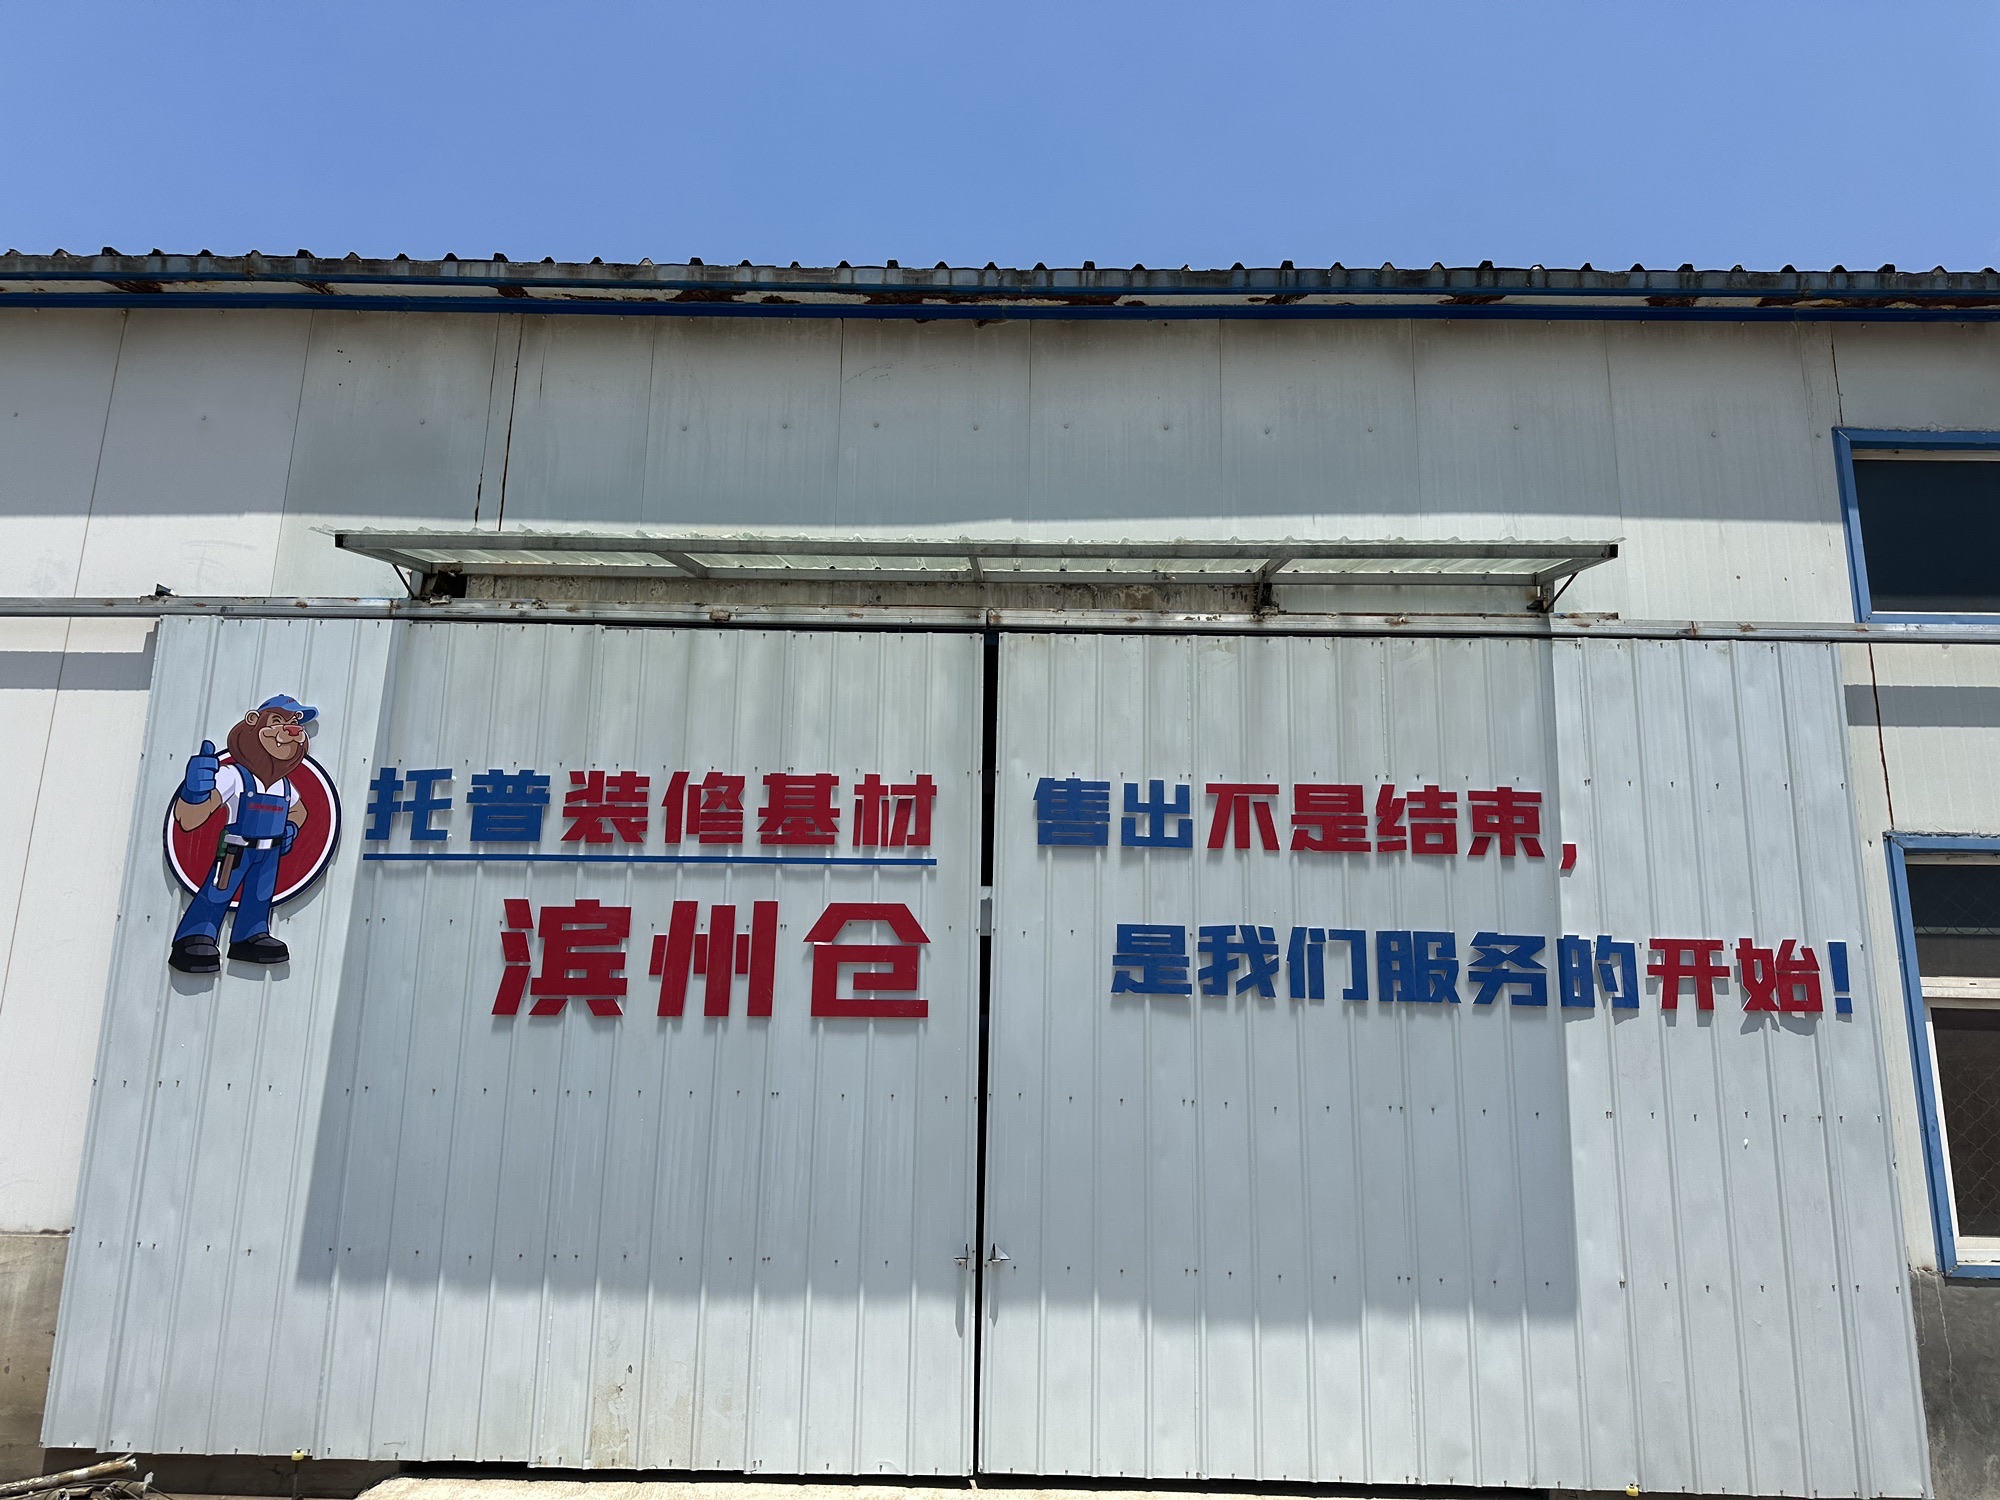 托普装修基材
滨州仓
售出不是结束，
是我们服务的开始！